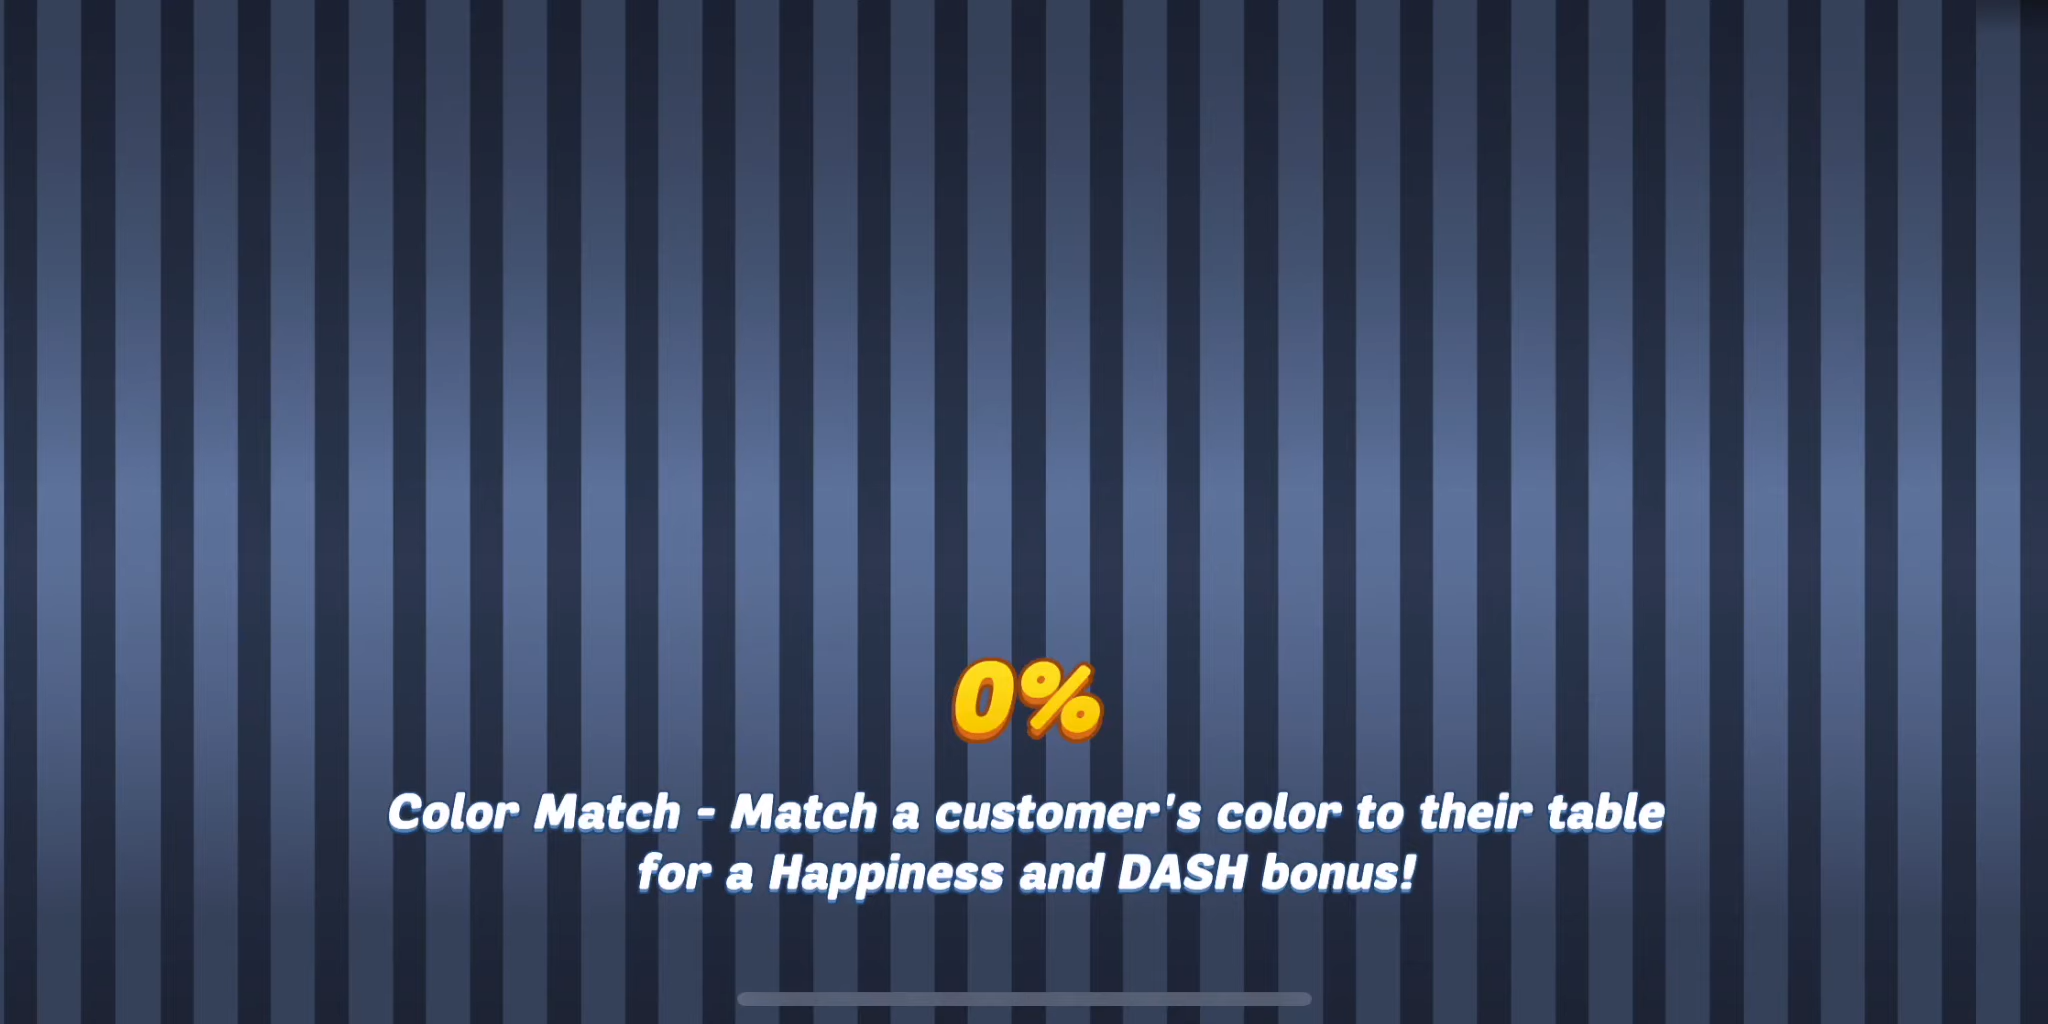 0%
Color Match - Match a customer's color to their table
for a Happiness and DASH bonus!